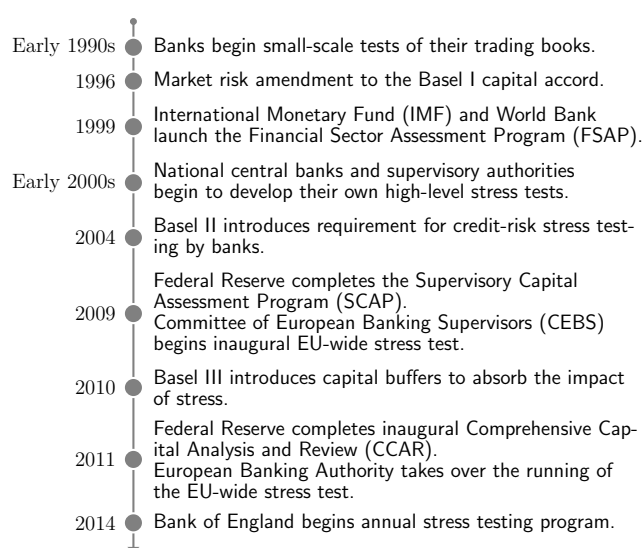 Early 1990s Banks begin small-scale tests of their trading books.
1996 Market risk amendment to the Basel I capital accord.
1999 International Monetary Fund (IMF) and World Bank
launch the Financial Sector Assessment Program (FSAP).
Early 2000s National central banks and supervisory authorities
begin to develop their own high-level stress tests.
2004 Basel II introduces requirement for credit-risk stress test-
ing by banks.
2009 Federal Reserve completes the Supervisory Capital
Assessment Program (SCAP).
Committee of European Banking Supervisors (CEBS)
begins inaugural EU-wide stress test.
2010 Basel III introduces capital buffers to absorb the impact
of stress.
2011 Federal Reserve completes inaugural Comprehensive Cap-
ital Analysis and Review (CCAR).
European Banking Authority takes over the running of
the EU-wide stress test.
2014 Bank of England begins annual stress testing program.